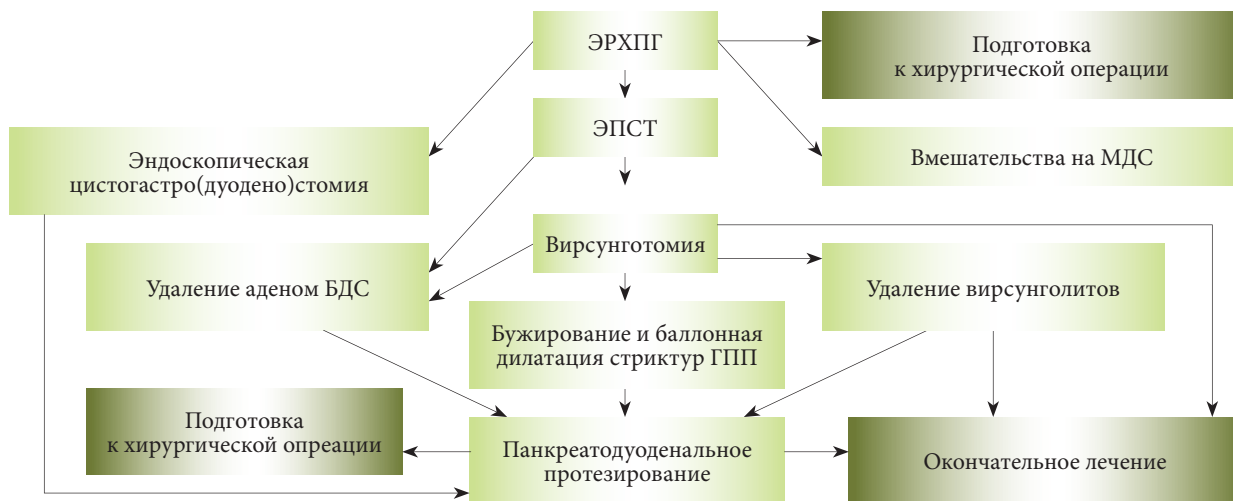 ЭРХПГ
Подготовка
к хирургической операции
ЭПСТ
Эндоскопическая
цистогастро(дуодено)стомия
Вмешательства на МДС
Вирсунготомия
Удаление аденом БДС
Удаление вирсунголитов
Бужирование и баллонная
дилатация стриктур ГПП
Подготовка
к хирургической опреации
Панкреатодуоденальное
протезирование
Окончательное лечение